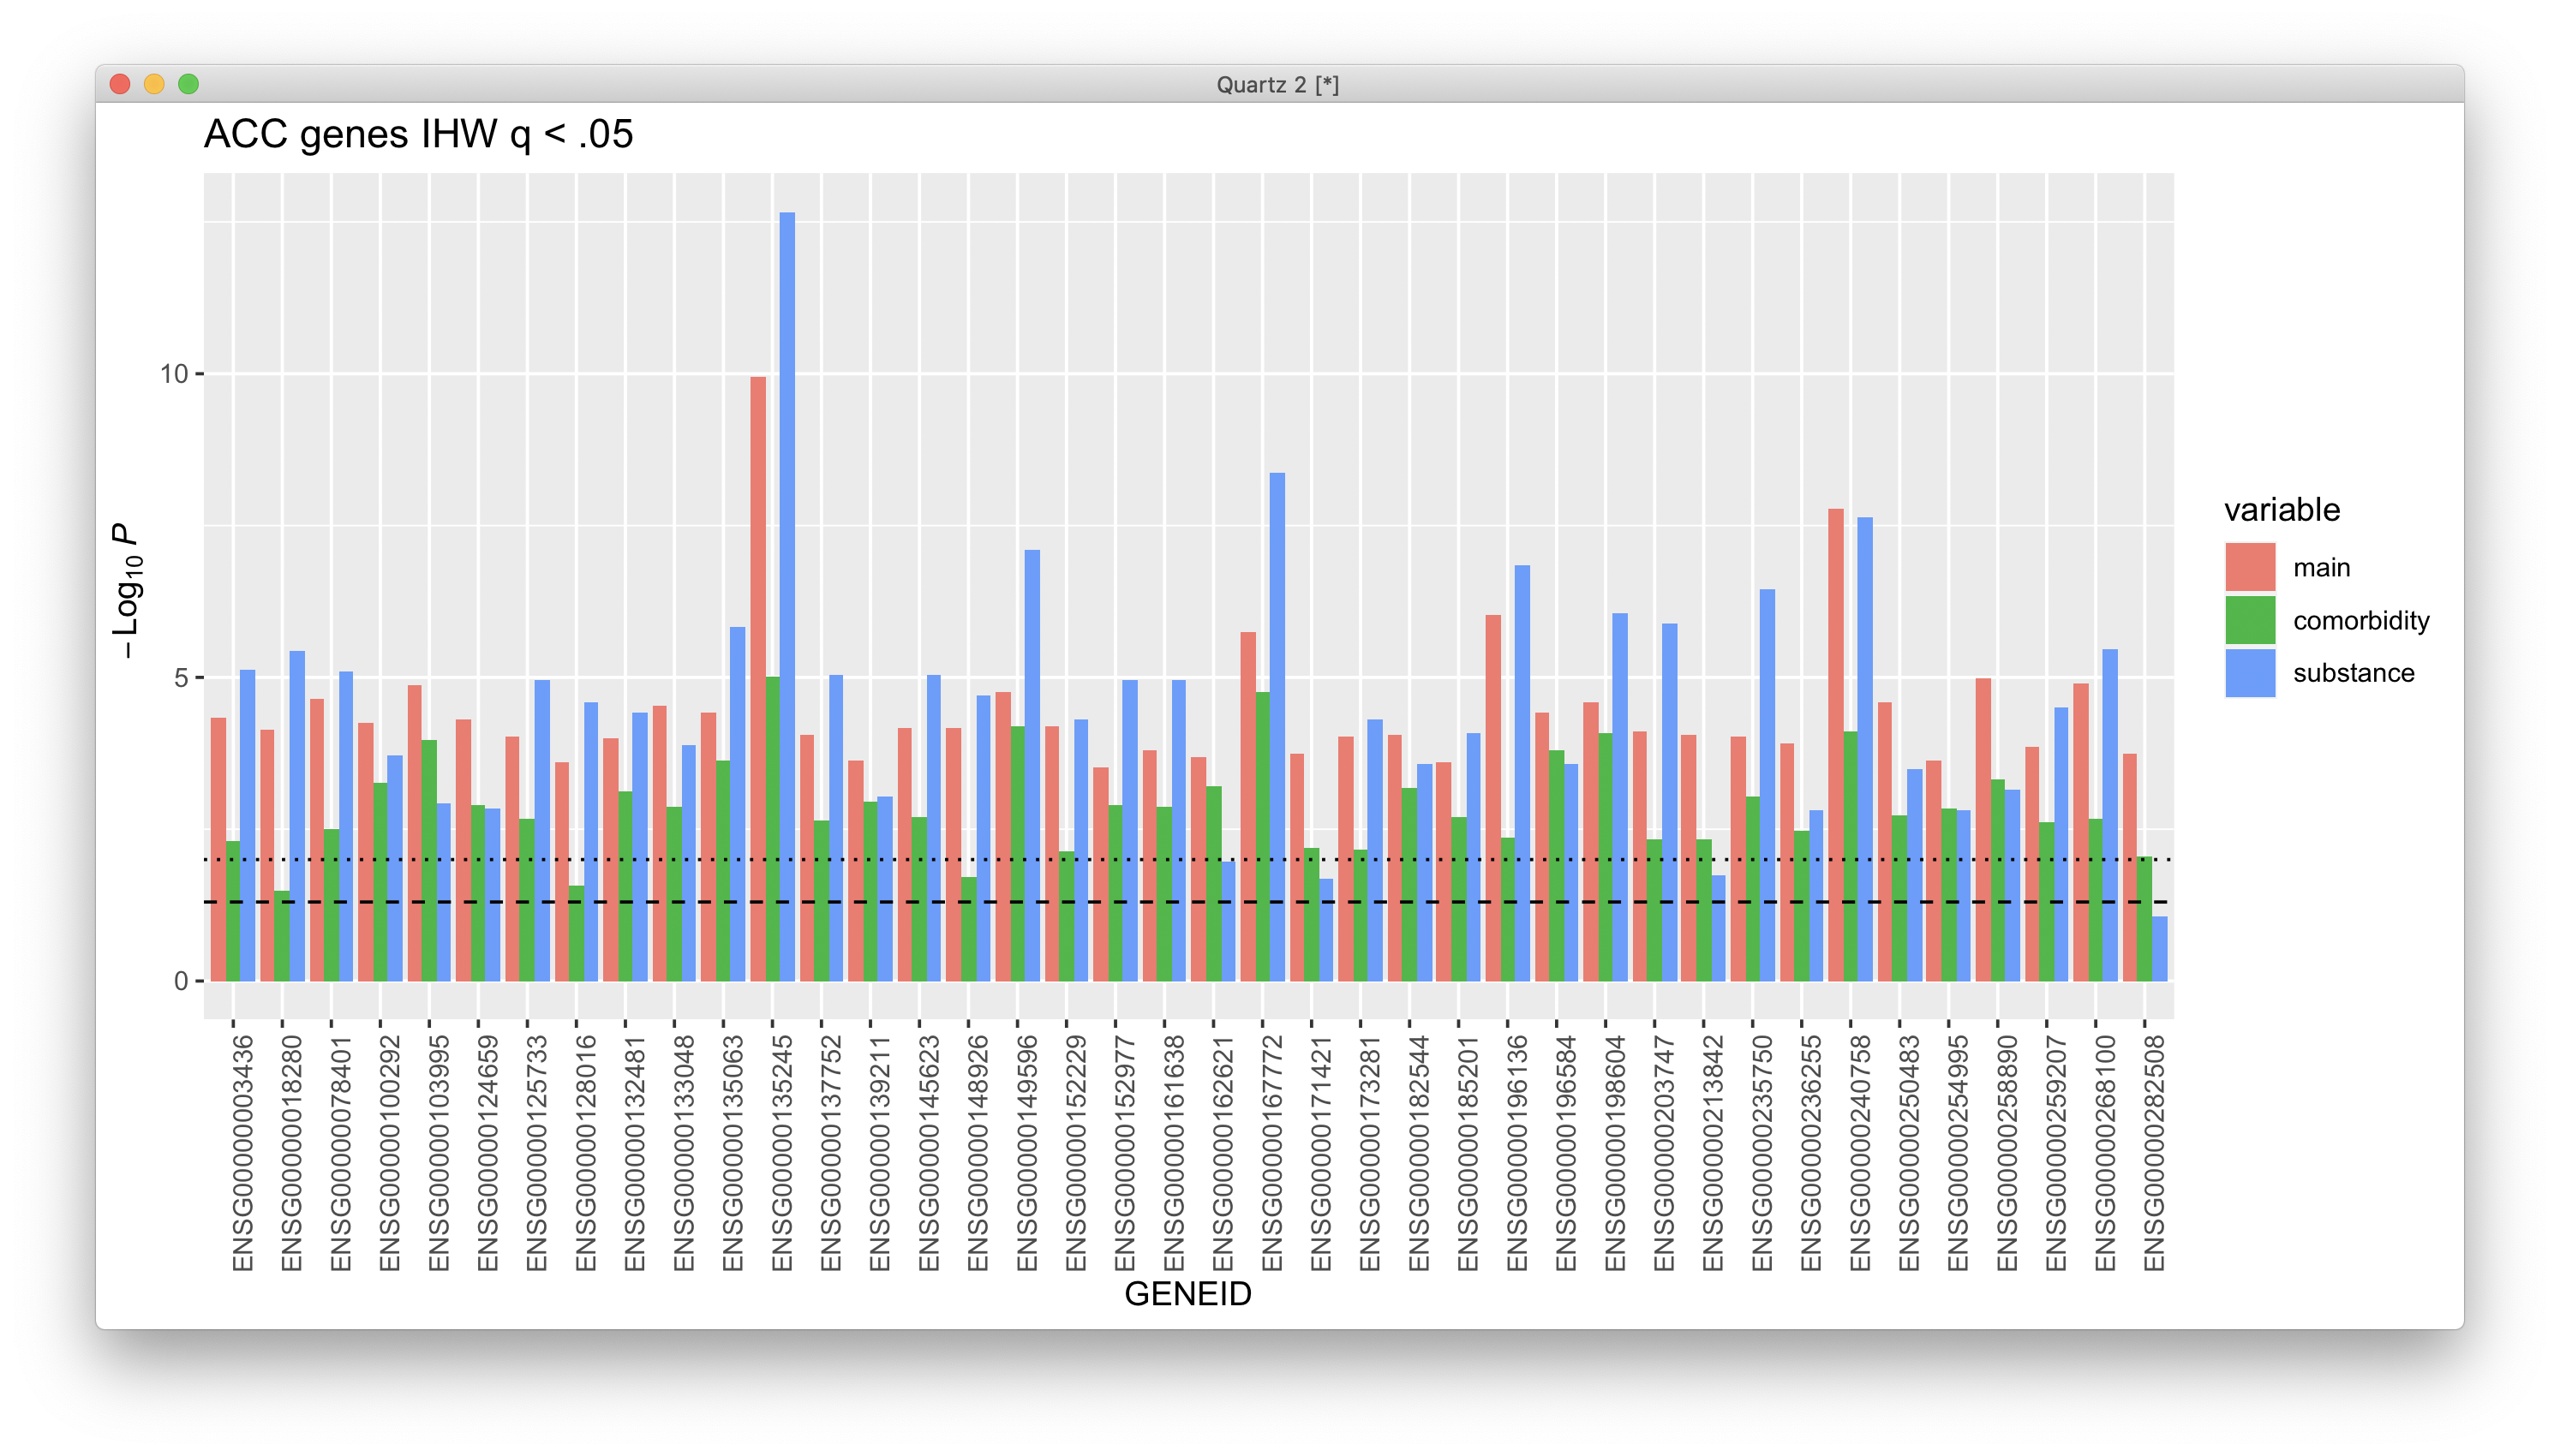 Quartz 2 [*]
ACC genes IHW q < .05
−Log10 P
10
5
0
ENSG00000003436
ENSG00000018280
ENSG00000078401
ENSG00000100292
ENSG00000103995
ENSG00000124659
ENSG00000125733
ENSG00000128016
ENSG00000132481
ENSG00000133048
ENSG00000135063
ENSG00000135245
ENSG00000137752
ENSG00000139211
ENSG00000145623
ENSG00000148926
ENSG00000149596
ENSG00000152229
ENSG00000152977
ENSG00000161638
ENSG00000162621
ENSG00000167772
ENSG00000171421
ENSG00000173281
ENSG00000182544
ENSG00000185201
ENSG00000196136
ENSG00000196584
ENSG00000198604
ENSG00000203747
ENSG00000213842
ENSG00000235750
ENSG00000236255
ENSG00000240758
ENSG00000250483
ENSG00000254995
ENSG00000258890
ENSG00000259207
ENSG00000268100
ENSG00000282508
GENEID
variable
main
comorbidity
substance